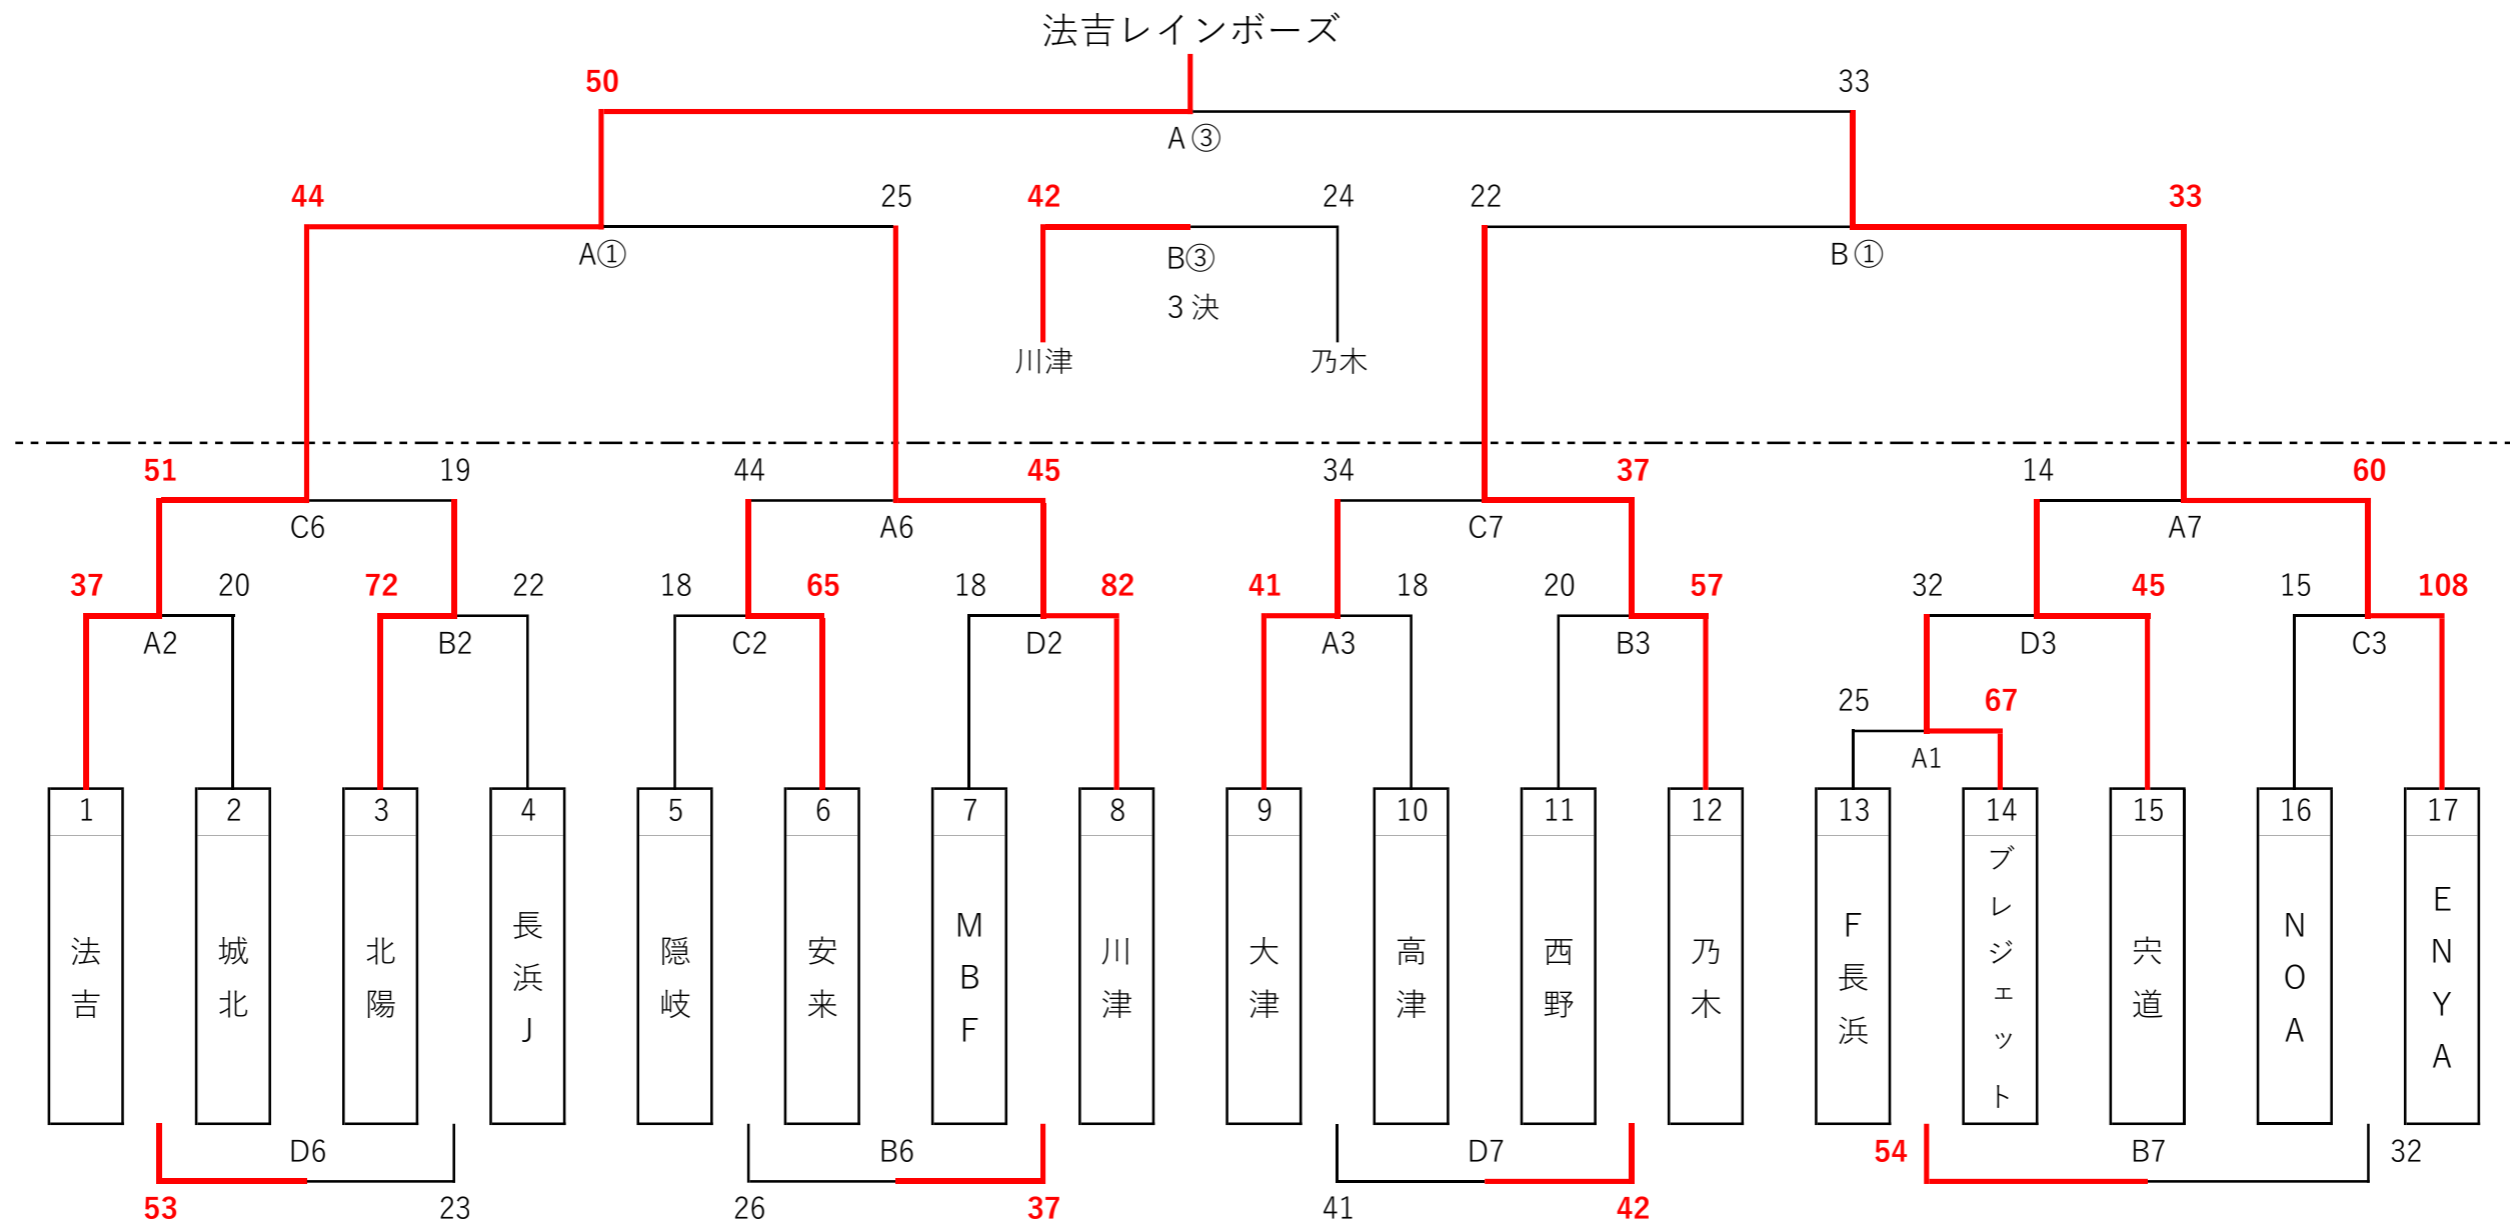 法吉レインボーズ
50 33
A③
44 25 42 24 22 33
A① B③ B①
3決
川津 乃木
51 19 44 45 34 37 14 60
C6 A6 C7 A7
37 20 72 22 18 65 18 82 41 18 20 57 32 45 15 108
A2 B2 C2 D2 A3 B3 D3 C3
25 67
A1
1 2 3 4 5 6 7 8 9 10 11 12 13 14 15 16 17
法吉
城北
北陽
長浜J
隠岐
安来
MBF
川津
大津
高津
西野
乃木
F長浜
ブレジェット
宍道
NOA
ENYA
D6 B6 D7 54 B7 32
53 23 26 37 41 42